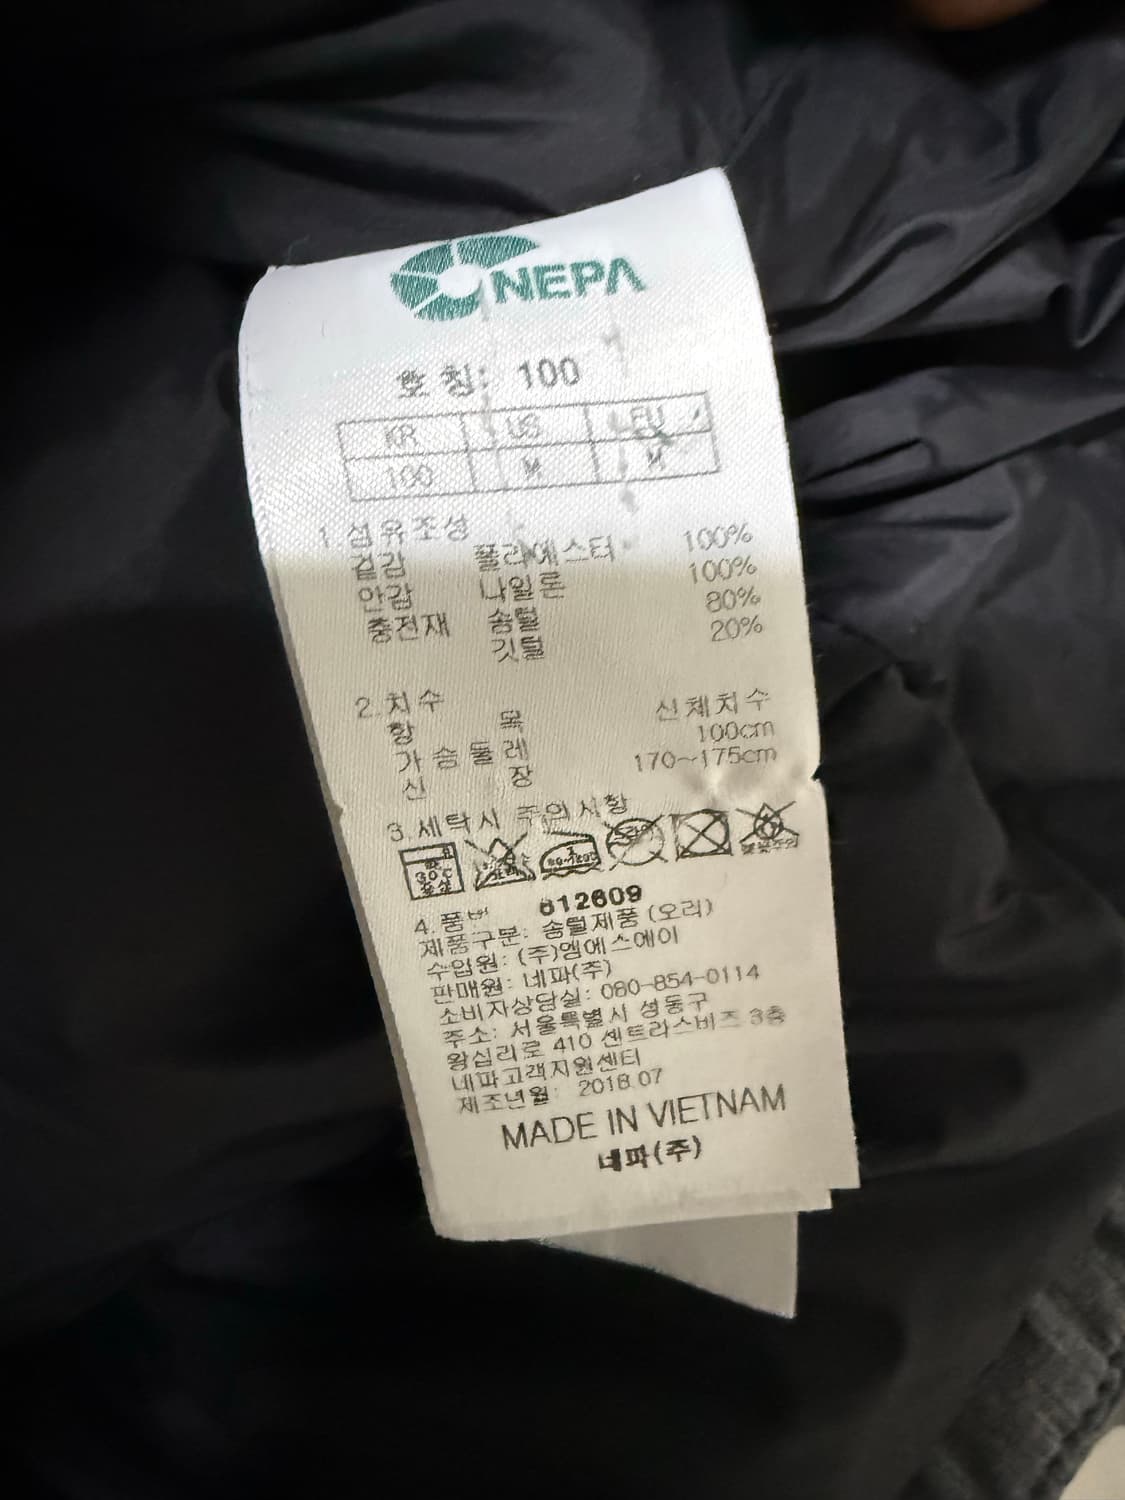 NEPA
호 칭: 100
KR US EU
100 M M
1.섬유조성
겉감 폴리에스터 100%
안감 나일론 100%
충전재 솜털 80%
깃털 20%
2.치수
항 목 신체치수
가 슴 둘 레 100cm
신 장 170~175cm
3.세탁시 주의사항
30℃
612609
4.품번
제품구분: 솜털제품 (오리)
수입원: (주)엠에스에이
판매원: 네파(주)
소비자상담실: 080-854-0114
주소: 서울특별시 성동구
왕십리로 410 센트라스비즈 3층
네파고객지원센터
제조년월: 2018.07
MADE IN VIETNAM
네파(주)